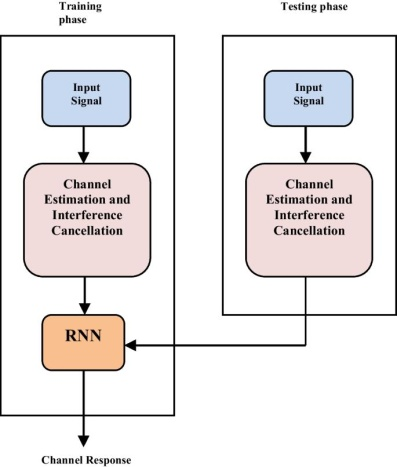 Training
phase
Testing phase
Input
Signal
Input
Signal
Channel
Estimation and
Interference
Cancellation
Channel
Estimation and
Interference
Cancellation
RNN
Channel Response